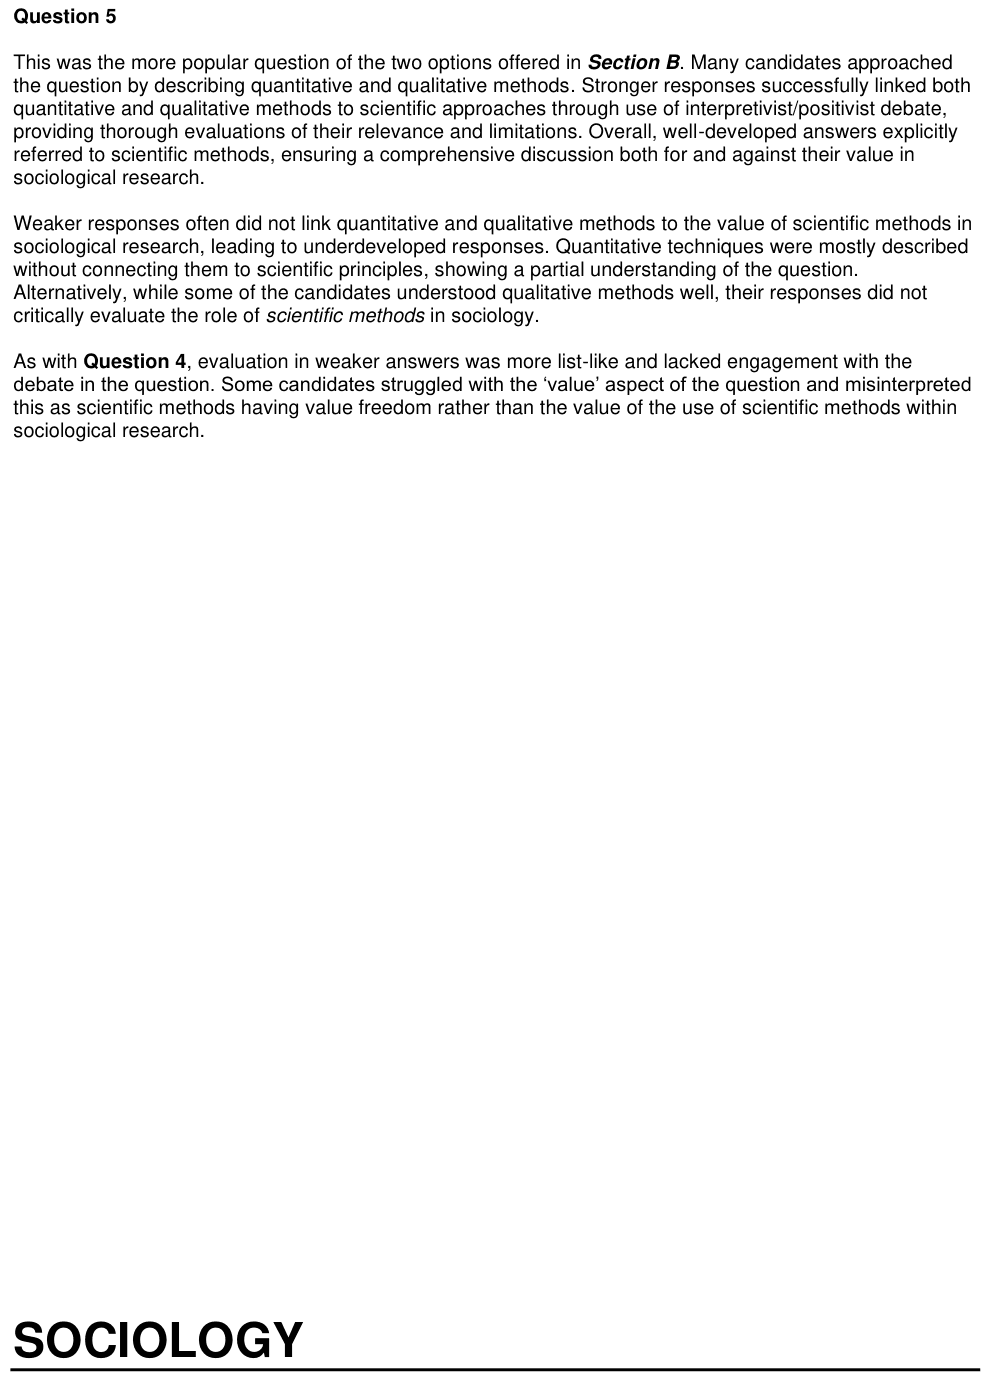 Question 5
This was the more popular question of the two options offered in Section B. Many candidates approached
the question by describing quantitative and qualitative methods. Stronger responses successfully linked both
quantitative and qualitative methods to scientific approaches through use of interpretivist/positivist debate,
providing thorough evaluations of their relevance and limitations. Overall, well-developed answers explicitly
referred to scientific methods, ensuring a comprehensive discussion both for and against their value in
sociological research.
Weaker responses often did not link quantitative and qualitative methods to the value of scientific methods in
sociological research, leading to underdeveloped responses. Quantitative techniques were mostly described
without connecting them to scientific principles, showing a partial understanding of the question.
Alternatively, while some of the candidates understood qualitative methods well, their responses did not
critically evaluate the role of scientific methods in sociology.
As with Question 4, evaluation in weaker answers was more list-like and lacked engagement with the
debate in the question. Some candidates struggled with the ‘value’ aspect of the question and misinterpreted
this as scientific methods having value freedom rather than the value of the use of scientific methods within
sociological research.
SOCIOLOGY